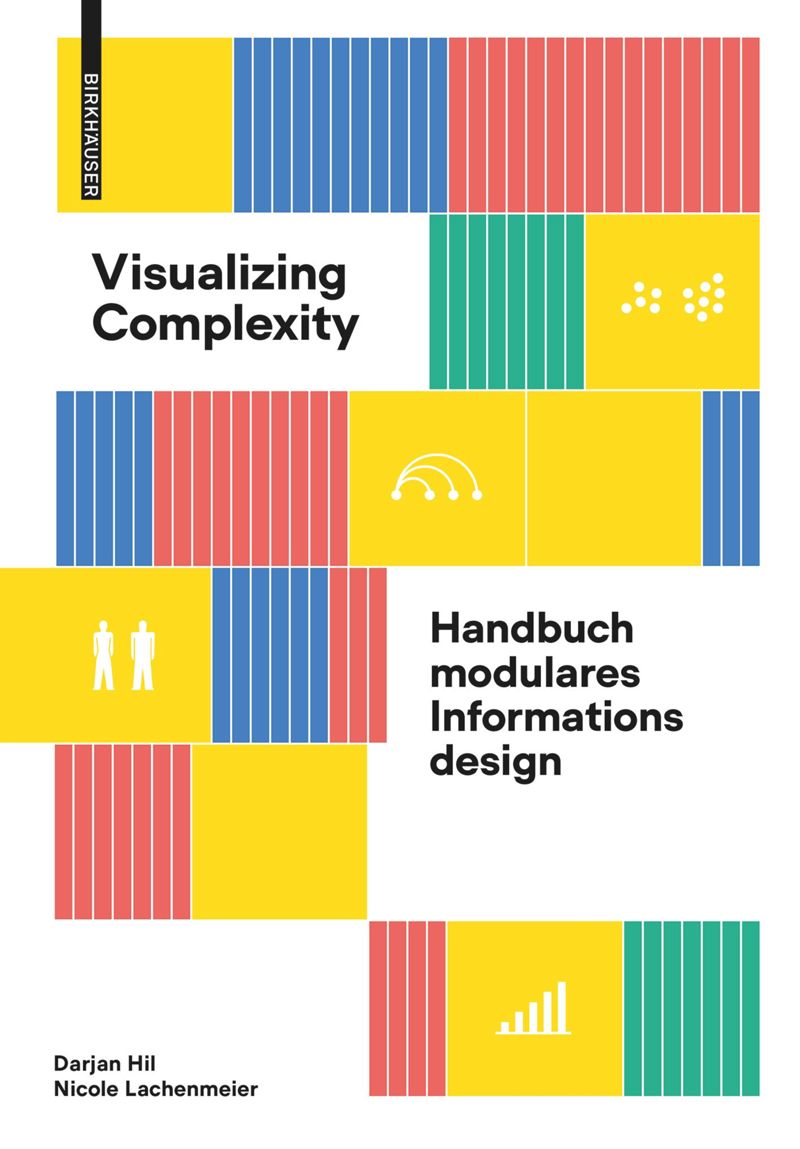 BIRKHÄUSER
Visualizing
Complexity
Handbuch
modulares
Informations
design
Darjan Hil
Nicole Lachenmeier